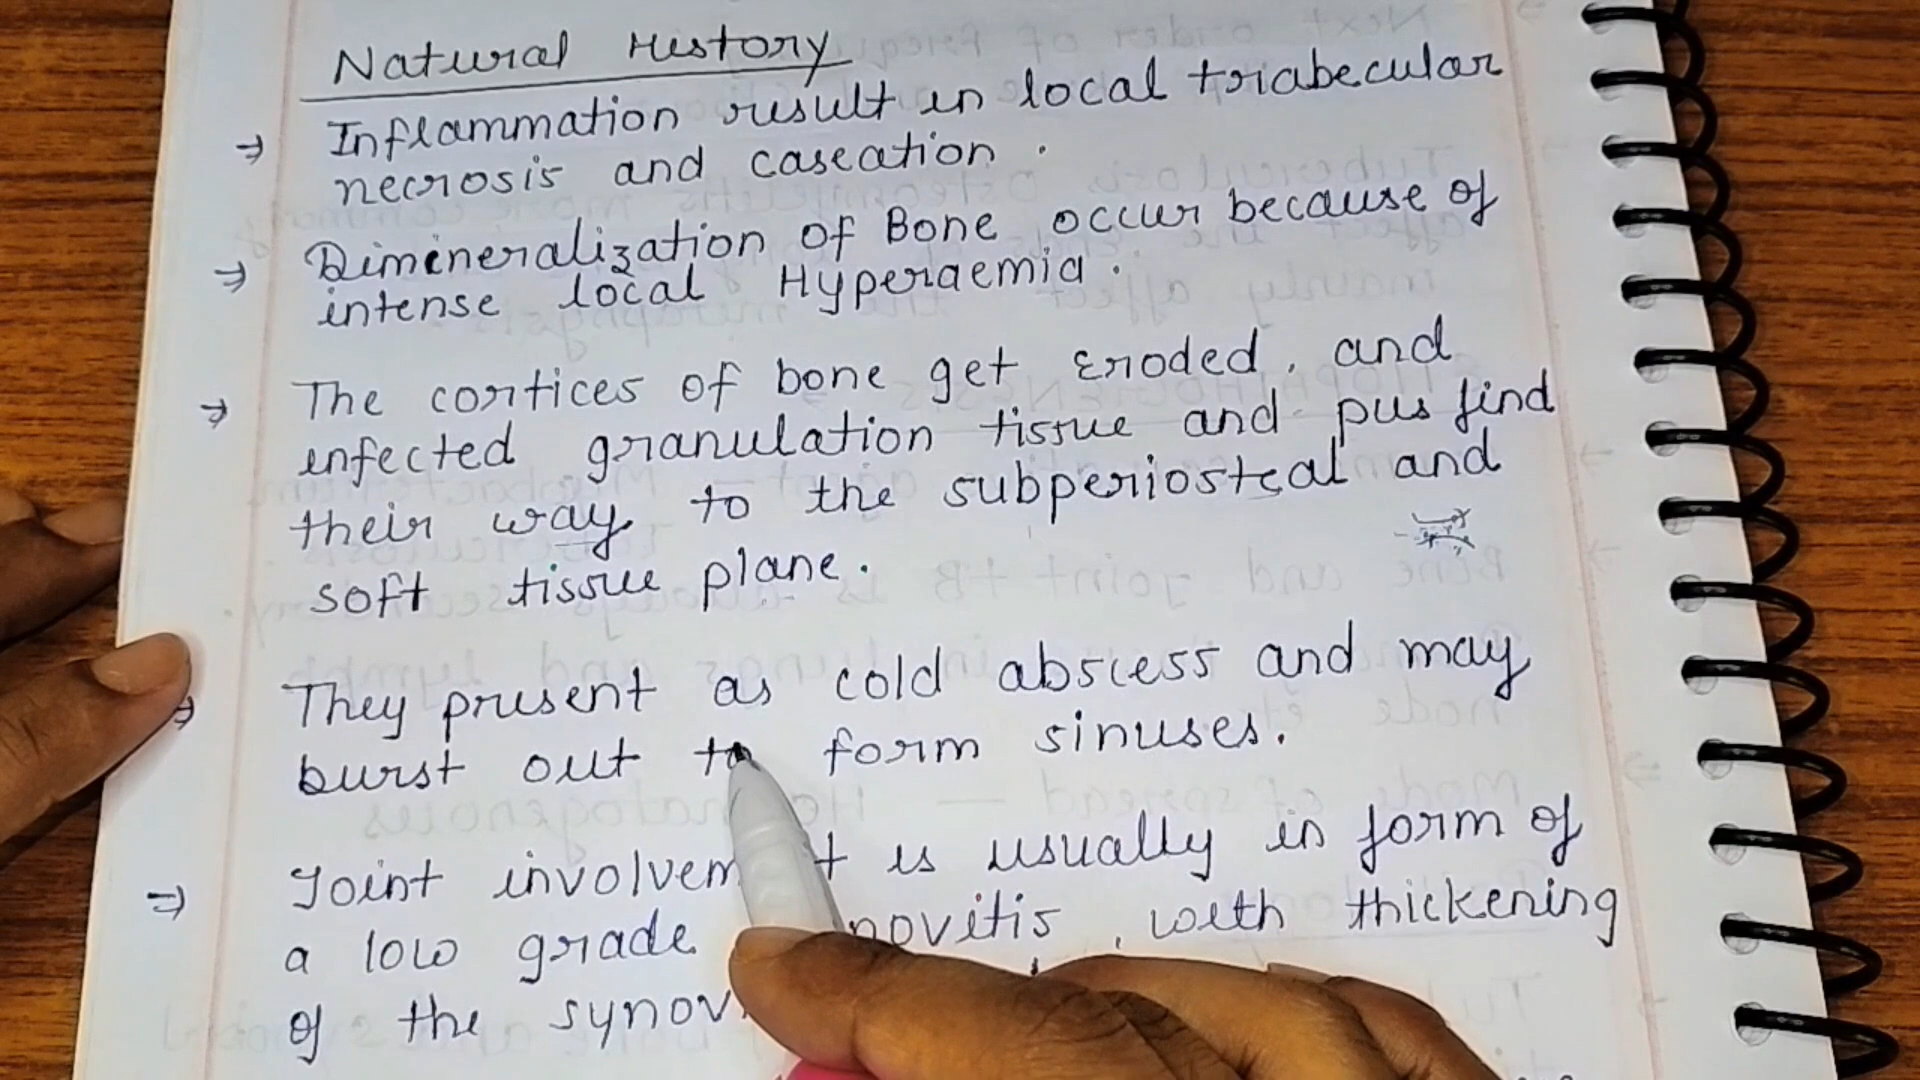 Natural History
⇒ Inflammation result in local trabecular
necrosis and caseation.
⇒ Dimineralization of Bone occur because of
intense local Hyperaemia.
⇒ The cortices of bone get Eroded, and
infected granulation tissue and pus find
their way to the subperiosteal and
soft tissue plane.
⇒ They present as cold abscess and may
burst out to form sinuses.
⇒ Joint involvement is usually in form of
a low grade novitis, with thickening
of the synov